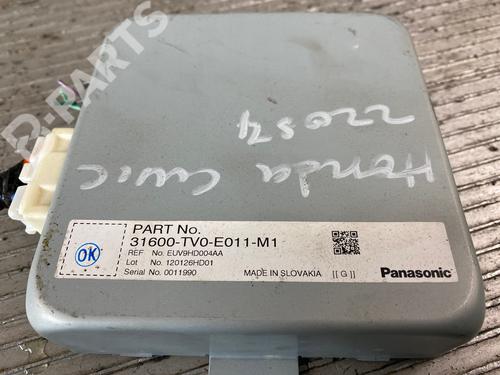 D-PARTS
22054
Honda Civic
PART No.
31600-TV0-E011-M1
REF No. EUV9HD004AA
Lot No. 120126HD01
Serial No. 0011990
OK
MADE IN SLOVAKIA [[ G ]]
Panasonic